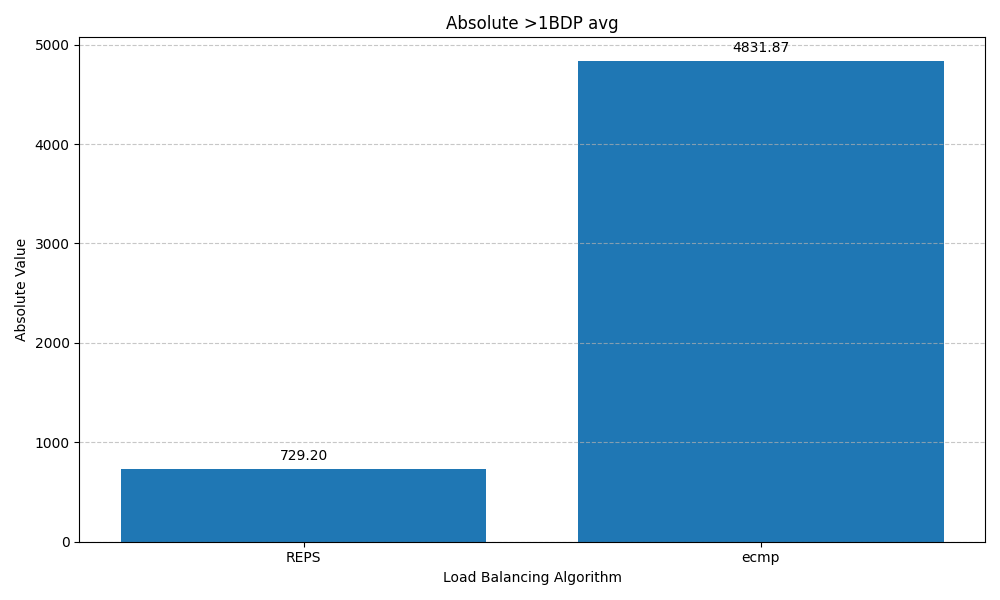 Absolute >1BDP avg
5000
4831.87
4000
3000
2000
1000
729.20
0
Absolute Value
REPS
ecmp
Load Balancing Algorithm